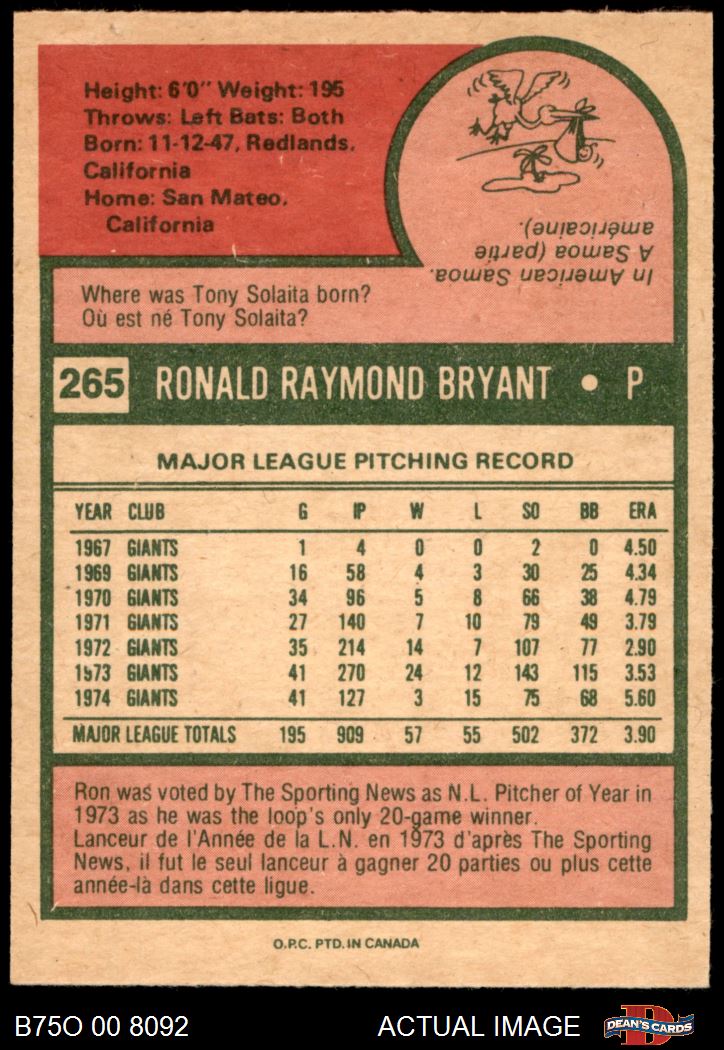 Height: 6'0" Weight: 195
Throws: Left Bats: Both
Born: 11-12-47, Redlands,
California
Home: San Mateo,
California
In American Samoa.
A Samoa (partie
américaine).
Where was Tony Solaita born?
Où est né Tony Solaita?
265 RONALD RAYMOND BRYANT • P
MAJOR LEAGUE PITCHING RECORD
YEAR CLUB G IP W L SO BB ERA
1967 GIANTS 1 4 0 0 2 0 4.50
1969 GIANTS 16 58 4 3 30 25 4.34
1970 GIANTS 34 96 5 8 66 38 4.79
1971 GIANTS 27 140 7 10 79 49 3.79
1972 GIANTS 35 214 14 7 107 77 2.90
1973 GIANTS 41 270 24 12 143 115 3.53
1974 GIANTS 41 127 3 15 75 68 5.60
MAJOR LEAGUE TOTALS 195 909 57 55 502 372 3.90
Ron was voted by The Sporting News as N.L. Pitcher of Year in
1973 as he was the loop's only 20-game winner.
Lanceur de l'Année de la L.N. en 1973 d'après The Sporting
News, il fut le seul lanceur à gagner 20 parties ou plus cette
année-là dans cette ligue.
O.P.C. PTD. IN CANADA
B75O 00 8092 ACTUAL IMAGE
D
DEAN'S CARDS